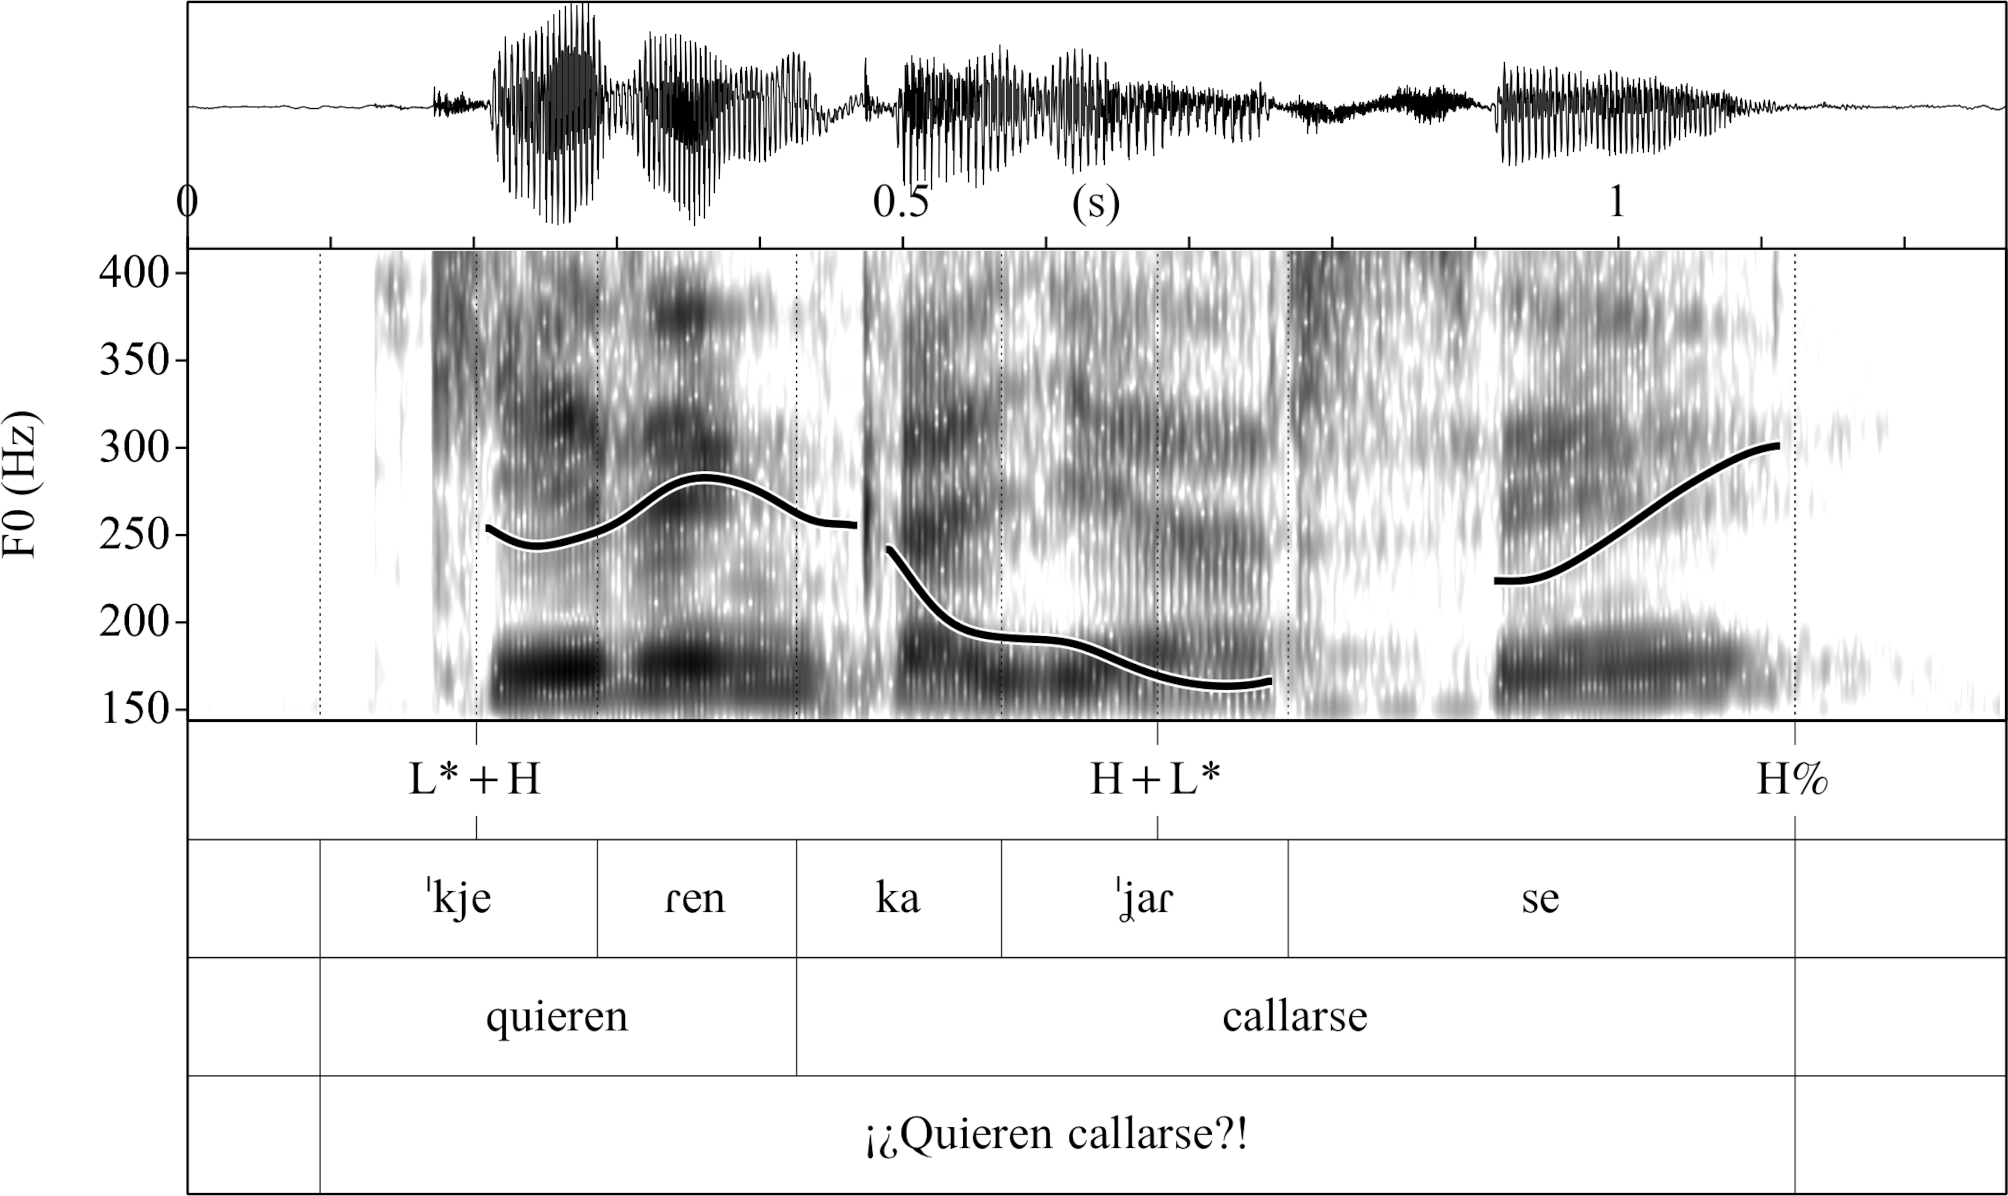 0 0.5 (s) 1
400
350
300
250
200
150
F0 (Hz)
L*+H H+L* H%
ˈkje ɾen ka ˈʝaɾ se
quieren callarse
¡¿Quieren callarse?!